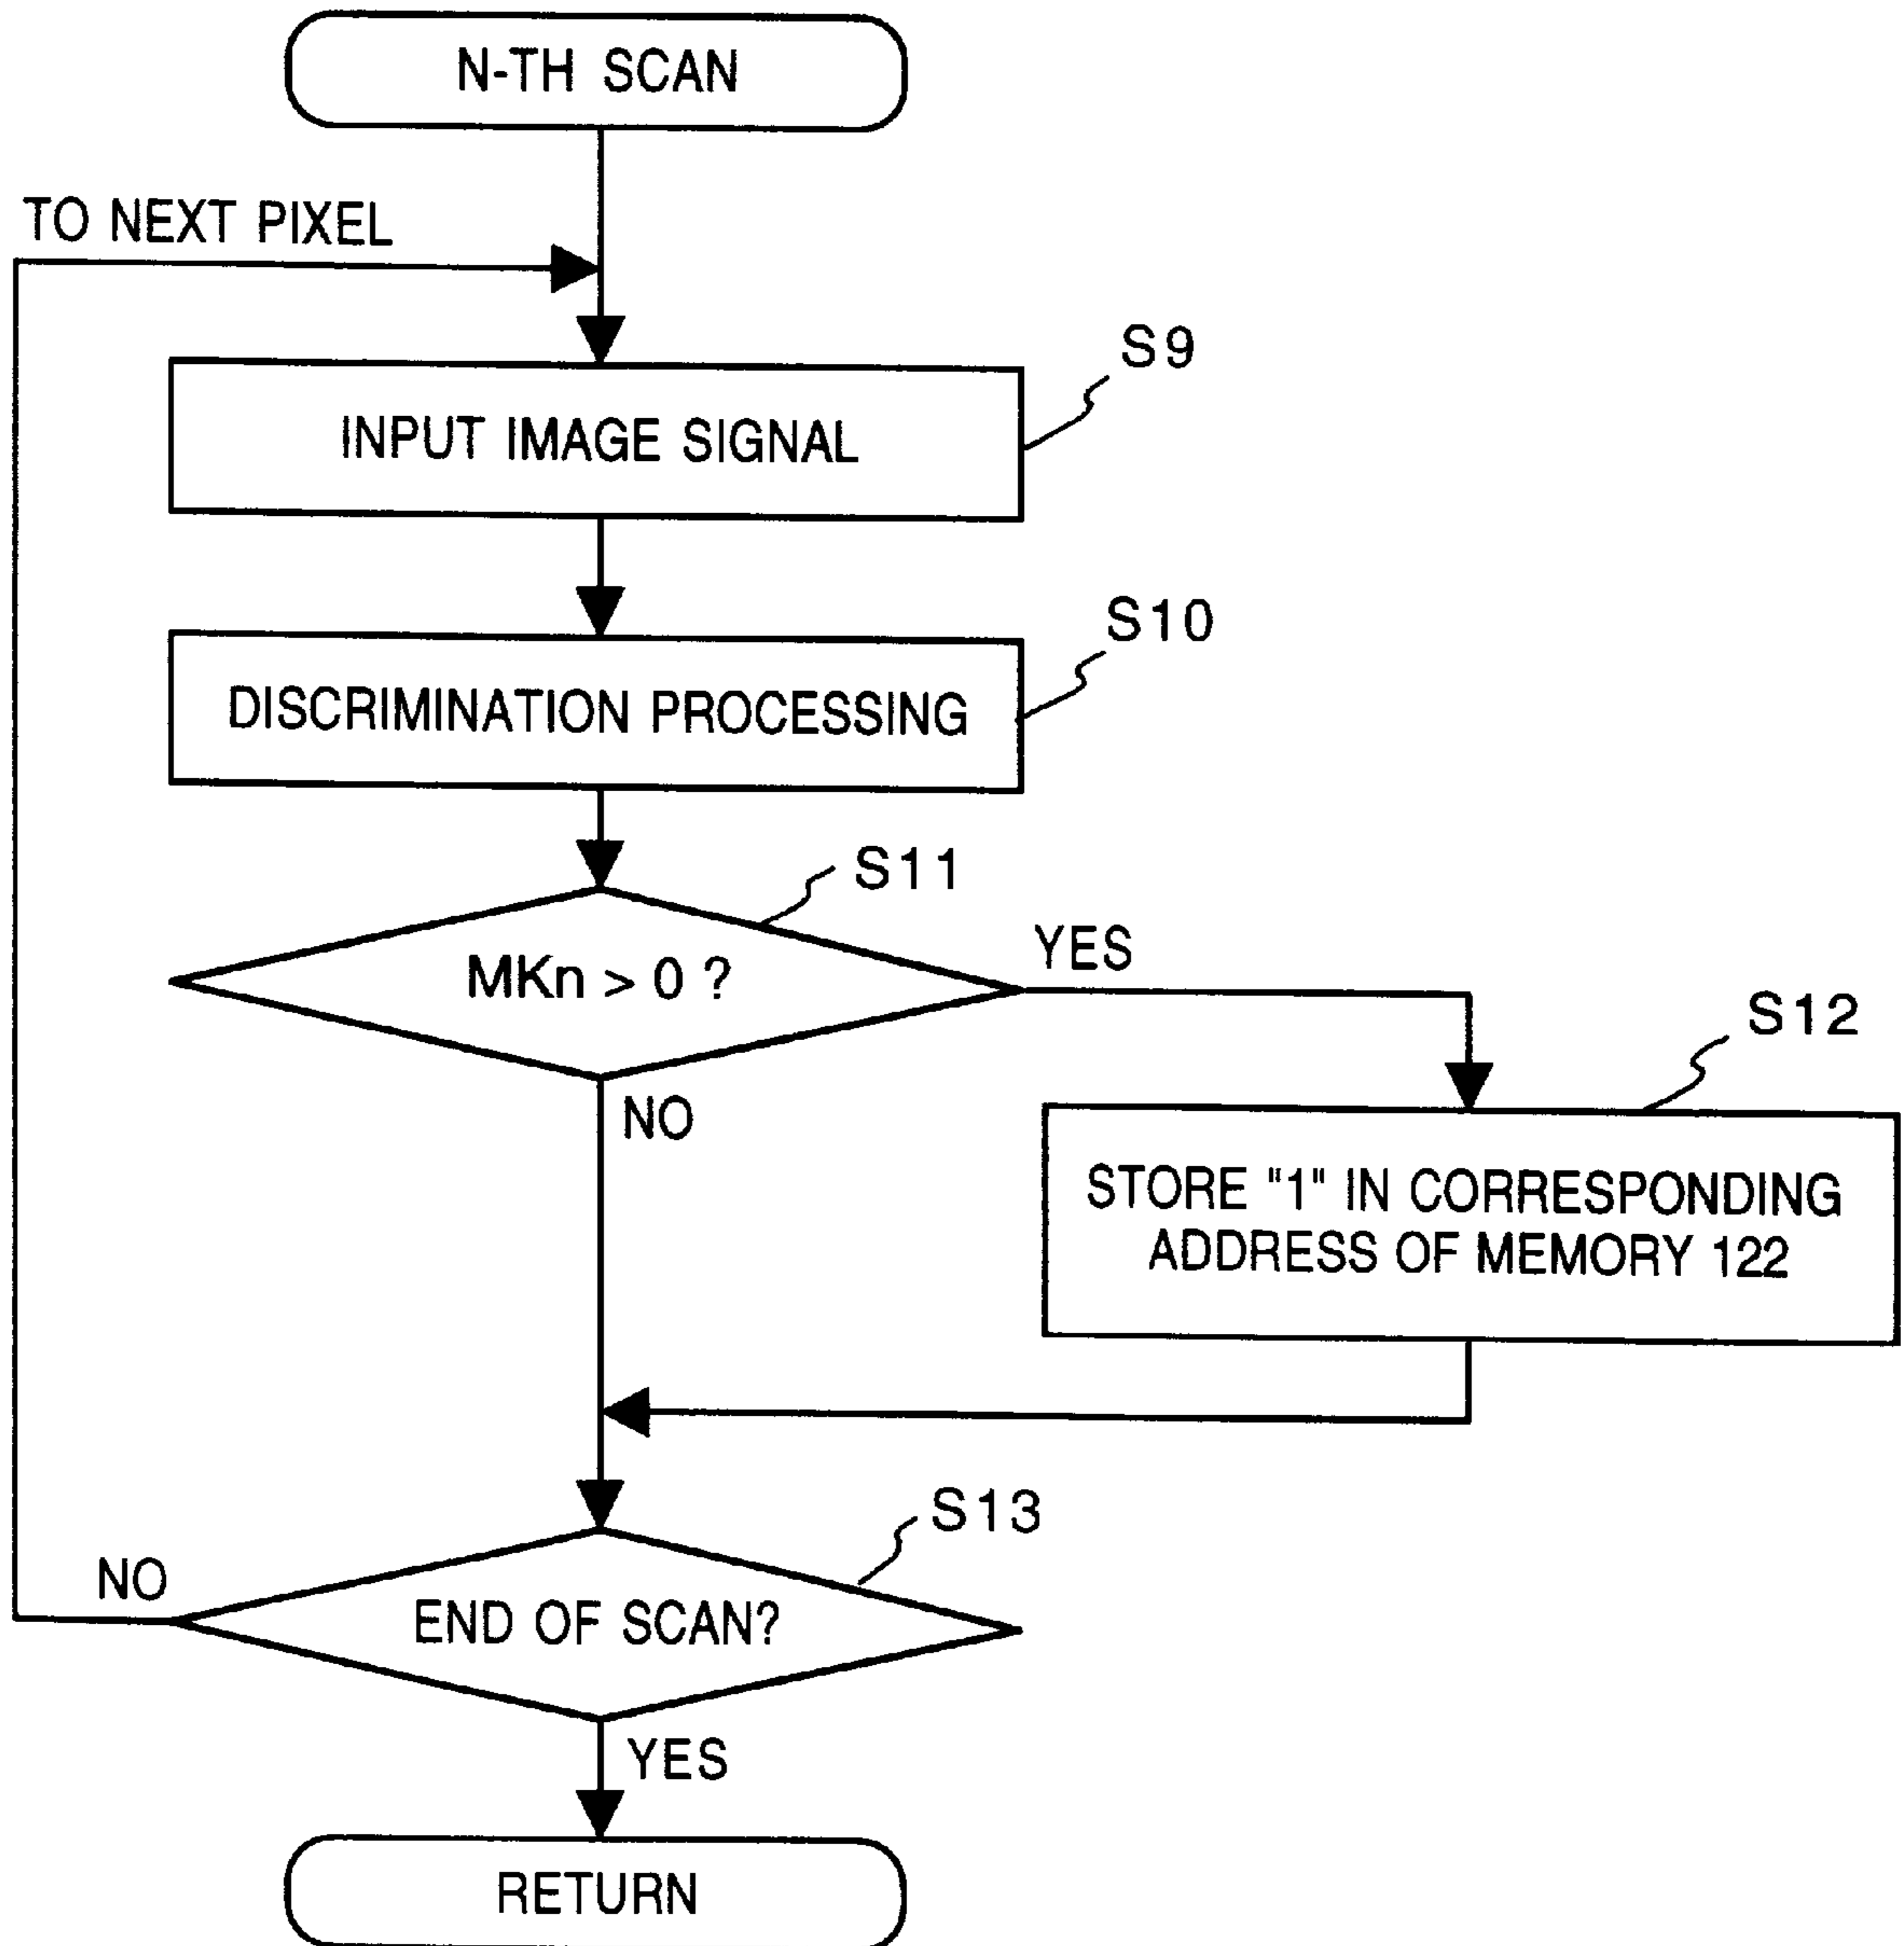 N-TH SCAN
TO NEXT PIXEL
S9
INPUT IMAGE SIGNAL
S10
DISCRIMINATION PROCESSING
S11
MKn > 0 ?
YES
NO
S12
STORE "1" IN CORRESPONDING
ADDRESS OF MEMORY 122
S13
NO
END OF SCAN?
YES
RETURN